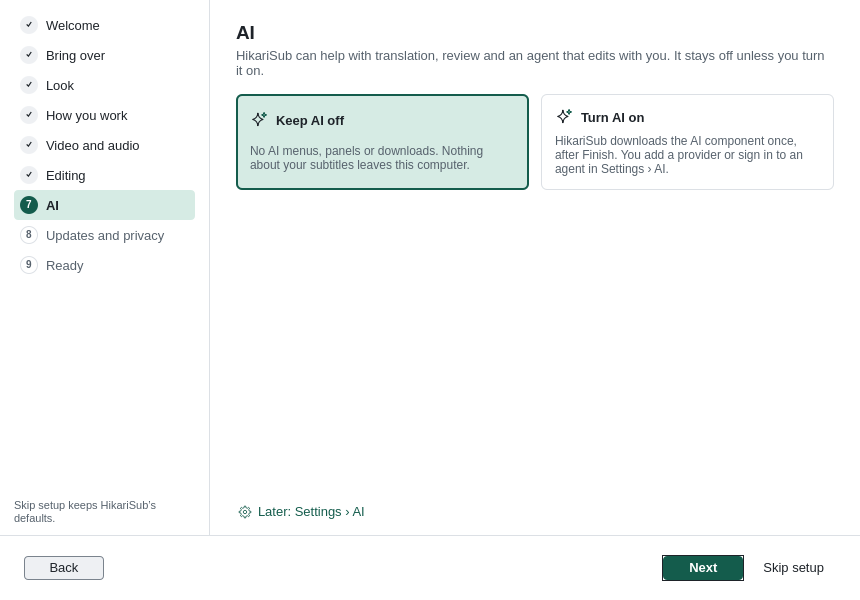 Welcome
Bring over
Look
How you work
Video and audio
Editing
7 AI
8 Updates and privacy
9 Ready
Skip setup keeps HikariSub's
defaults.
AI
HikariSub can help with translation, review and an agent that edits with you. It stays off unless you turn
it on.
Keep AI off
No AI menus, panels or downloads. Nothing
about your subtitles leaves this computer.
Turn AI on
HikariSub downloads the AI component once,
after Finish. You add a provider or sign in to an
agent in Settings › AI.
Later: Settings › AI
Back
Next
Skip setup